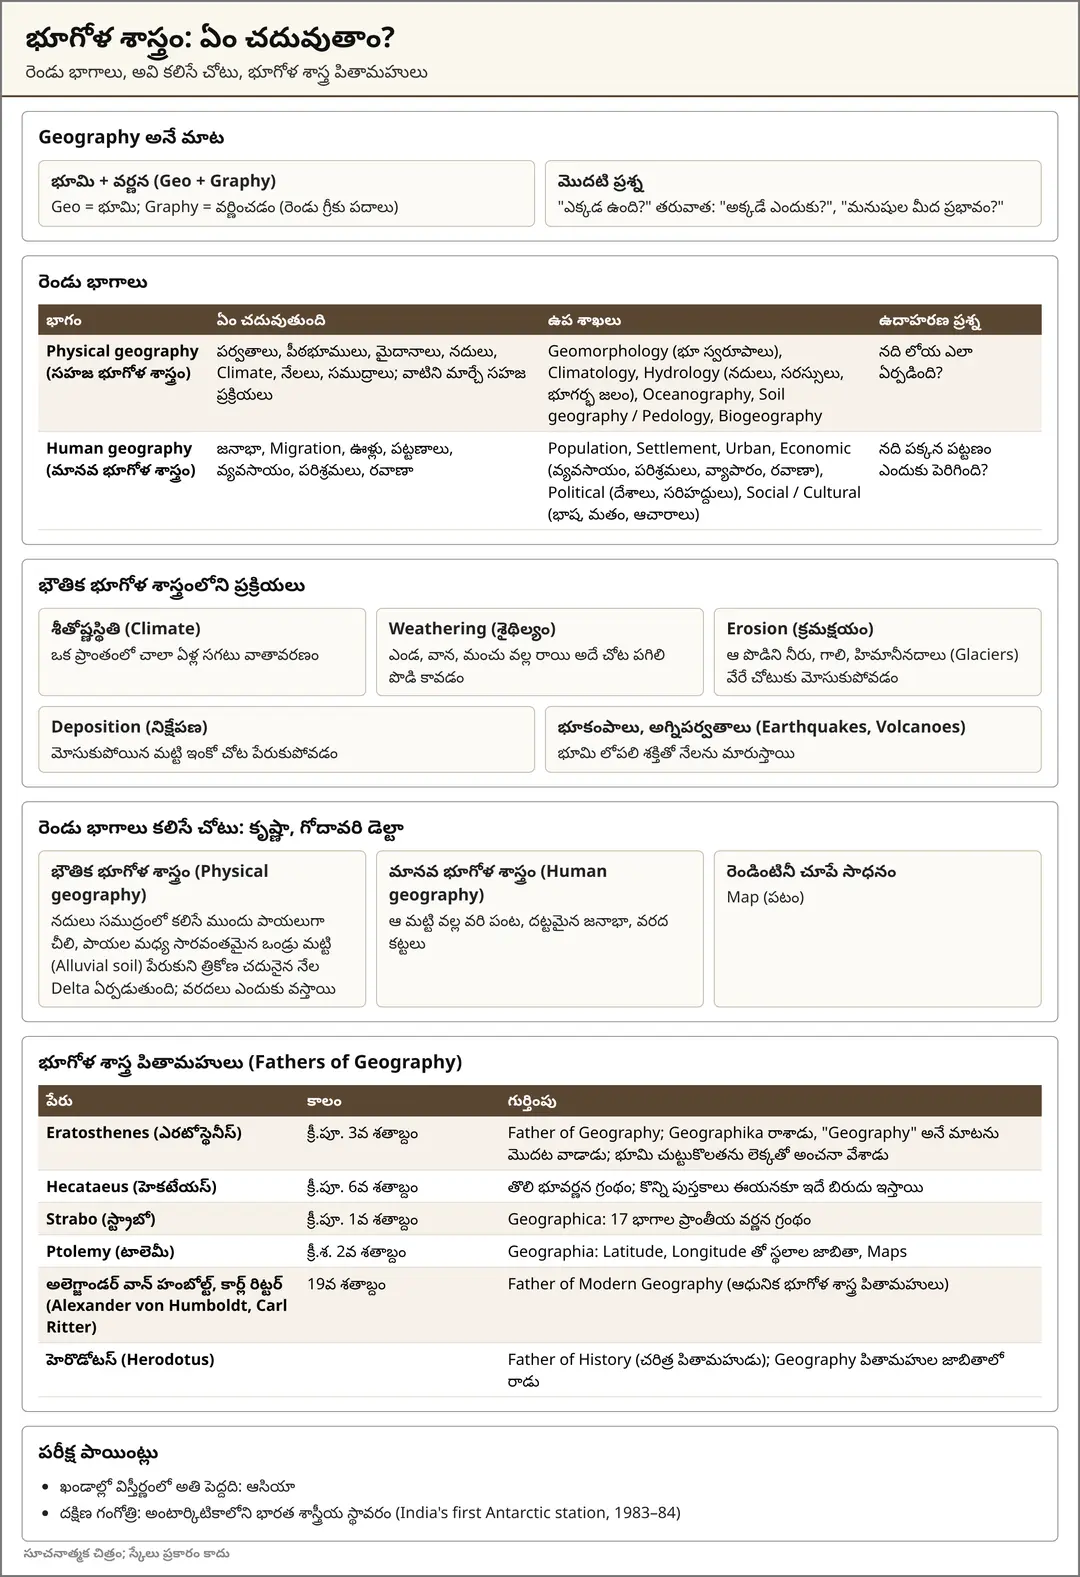 భూగోళ శాస్త్రం: ఏం చదువుతాం?
రెండు భాగాలు, అవి కలిసే చోటు, భూగోళ శాస్త్ర పితామహులు
Geography అనే మాట
భూమి + వర్ణన (Geo + Graphy)
Geo = భూమి; Graphy = వర్ణించడం (రెండు గ్రీకు పదాలు)
మొదటి ప్రశ్న
"ఎక్కడ ఉంది?" తరువాత: "అక్కడే ఎందుకు?", "మనుషుల మీద ప్రభావం?"
రెండు భాగాలు
భాగం ఏం చదువుతుంది ఉప శాఖలు ఉదాహరణ ప్రశ్న
Physical geography
(సహజ భూగోళ శాస్త్రం)
పర్వతాలు, పీఠభూములు, మైదానాలు, నదులు,
Climate, నేలలు, సముద్రాలు; వాటిని మార్చే సహజ
ప్రక్రియలు
Geomorphology (భూ స్వరూపాలు),
Climatology, Hydrology (నదులు, సరస్సులు,
భూగర్భ జలం), Oceanography, Soil
geography / Pedology, Biogeography
నది లోయ ఎలా
ఏర్పడింది?
Human geography
(మానవ భూగోళ శాస్త్రం)
జనాభా, Migration, ఊళ్లు, పట్టణాలు,
వ్యవసాయం, పరిశ్రమలు, రవాణా
Population, Settlement, Urban, Economic
(వ్యవసాయం, పరిశ్రమలు, వ్యాపారం, రవాణా),
Political (దేశాలు, సరిహద్దులు), Social / Cultural
(భాష, మతం, ఆచారాలు)
నది పక్కన పట్టణం
ఎందుకు పెరిగింది?
భౌతిక భూగోళ శాస్త్రంలోని ప్రక్రియలు
శీతోష్ణస్థితి (Climate)
ఒక ప్రాంతంలో చాలా ఏళ్ల సగటు వాతావరణం
Weathering (శైథిల్యం)
ఎండ, వాన, మంచు వల్ల రాయి అదే చోట పగిలి
పొడి కావడం
Erosion (క్రమక్షయం)
ఆ పొడిని నీరు, గాలి, హిమానీనదాలు (Glaciers)
వేరే చోటుకు మోసుకుపోవడం
Deposition (నిక్షేపణ)
మోసుకుపోయిన మట్టి ఇంకో చోట పేరుకుపోవడం
భూకంపాలు, అగ్నిపర్వతాలు (Earthquakes, Volcanoes)
భూమి లోపలి శక్తితో నేలను మారుస్తాయి
రెండు భాగాలు కలిసే చోటు: కృష్ణా, గోదావరి డెల్టా
భౌతిక భూగోళ శాస్త్రం (Physical
geography)
నదులు సముద్రంలో కలిసే ముందు పాయలుగా
చీలి, పాయల మధ్య సారవంతమైన ఒండ్రు మట్టి
(Alluvial soil) పేరుకుని త్రికోణ చదునైన నేల
Delta ఏర్పడుతుంది; వరదలు ఎందుకు వస్తాయి
మానవ భూగోళ శాస్త్రం (Human
geography)
ఆ మట్టి వల్ల వరి పంట, దట్టమైన జనాభా, వరద
కట్టలు
రెండింటినీ చూపే సాధనం
Map (పటం)
భూగోళ శాస్త్ర పితామహులు (Fathers of Geography)
పేరు కాలం గుర్తింపు
Eratosthenes (ఎరటోస్థెనీస్) క్రీ.పూ. 3వ శతాబ్దం
Father of Geography; Geographika రాశాడు, "Geography" అనే మాటను
మొదట వాడాడు; భూమి చుట్టుకొలతను లెక్కతో అంచనా వేశాడు
Hecataeus (హెకటేయస్) క్రీ.పూ. 6వ శతాబ్దం తొలి భూవర్ణన గ్రంథం; కొన్ని పుస్తకాలు ఈయనకూ ఇదే బిరుదు ఇస్తాయి
Strabo (స్ట్రాబో) క్రీ.పూ. 1వ శతాబ్దం Geographica: 17 భాగాల ప్రాంతీయ వర్ణన గ్రంథం
Ptolemy (టాలెమీ) క్రీ.శ. 2వ శతాబ్దం Geographia: Latitude, Longitude తో స్థలాల జాబితా, Maps
అలెగ్జాండర్ వాన్ హంబోల్ట్, కార్ల్ రిట్టర్
(Alexander von Humboldt, Carl
Ritter)
19వ శతాబ్దం Father of Modern Geography (ఆధునిక భూగోళ శాస్త్ర పితామహులు)
హెరొడోటస్ (Herodotus)
Father of History (చరిత్ర పితామహుడు); Geography పితామహుల జాబితాలో
రాడు
పరీక్ష పాయింట్లు
• ఖండాల్లో విస్తీర్ణంలో అతి పెద్దది: ఆసియా
• దక్షిణ గంగోత్రి: అంటార్కిటికాలోని భారత శాస్త్రీయ స్థావరం (India's first Antarctic station, 1983–84)
సూచనాత్మక చిత్రం; స్కేలు ప్రకారం కాదు